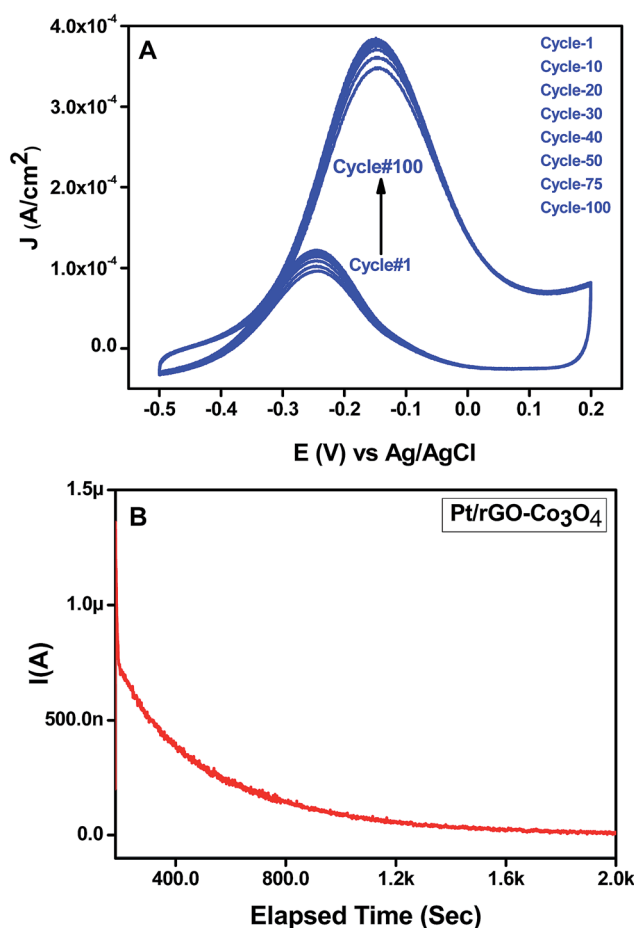 A
4.0x10⁻⁴
3.0x10⁻⁴
2.0x10⁻⁴
1.0x10⁻⁴
0.0
J (A/cm²)
Cycle-1
Cycle-10
Cycle-20
Cycle-30
Cycle-40
Cycle-50
Cycle-75
Cycle-100
Cycle#100
Cycle#1
-0.5 -0.4 -0.3 -0.2 -0.1 0.0 0.1 0.2
E (V) vs Ag/AgCl
B
Pt/rGO-Co₃O₄
1.5µ
1.0µ
500.0n
0.0
I(A)
400.0 800.0 1.2k 1.6k 2.0k
Elapsed Time (Sec)